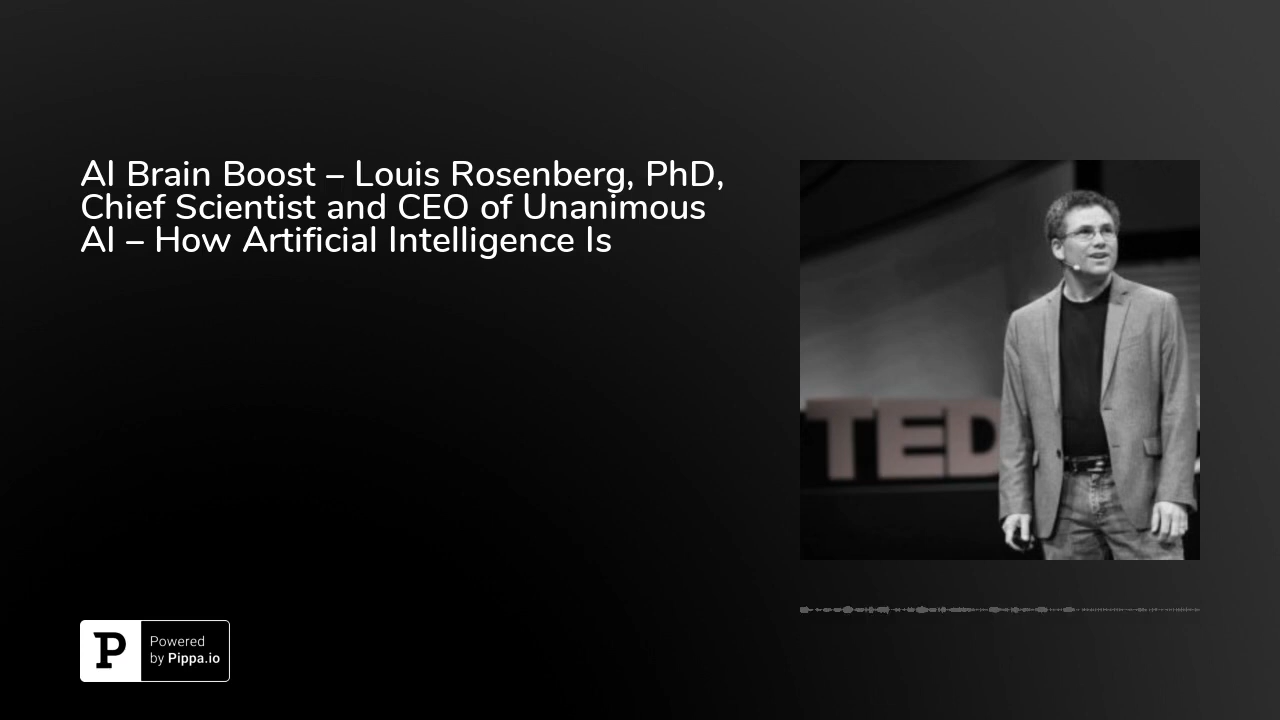 AI Brain Boost – Louis Rosenberg, PhD,
Chief Scientist and CEO of Unanimous
AI – How Artificial Intelligence Is
TED
P
Powered
by Pippa.io